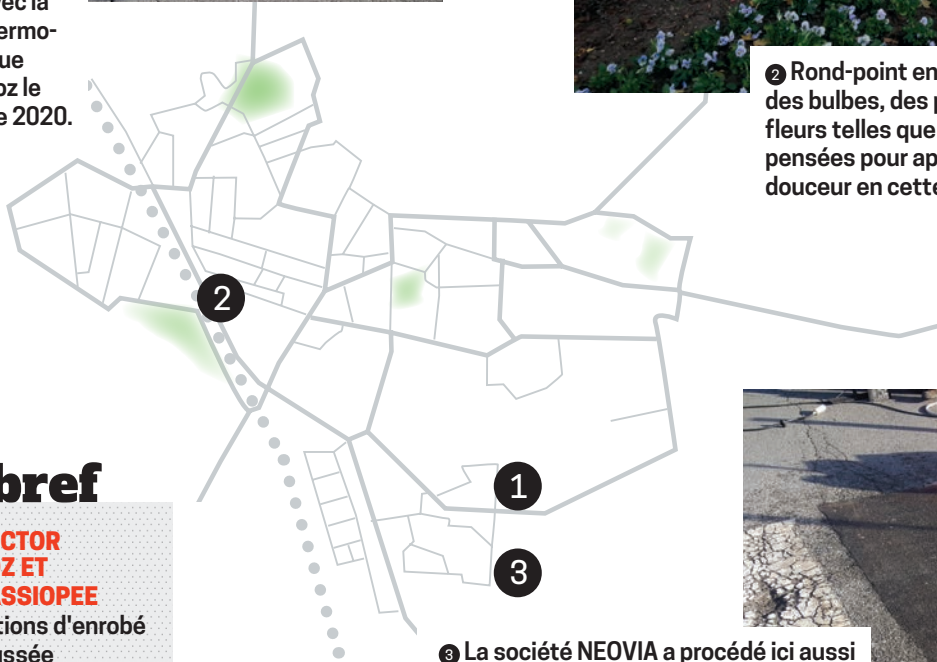 ec la
ermo-
ue
oz le
e 2020.
❷ Rond-point en
des bulbes, des p
fleurs telles que
pensées pour ap
douceur en cette
2
1
3
bref
CTOR
Z ET
SSIOPEE
tions d'enrobé
ussée
❸ La société NEOVIA a procédé ici aussi